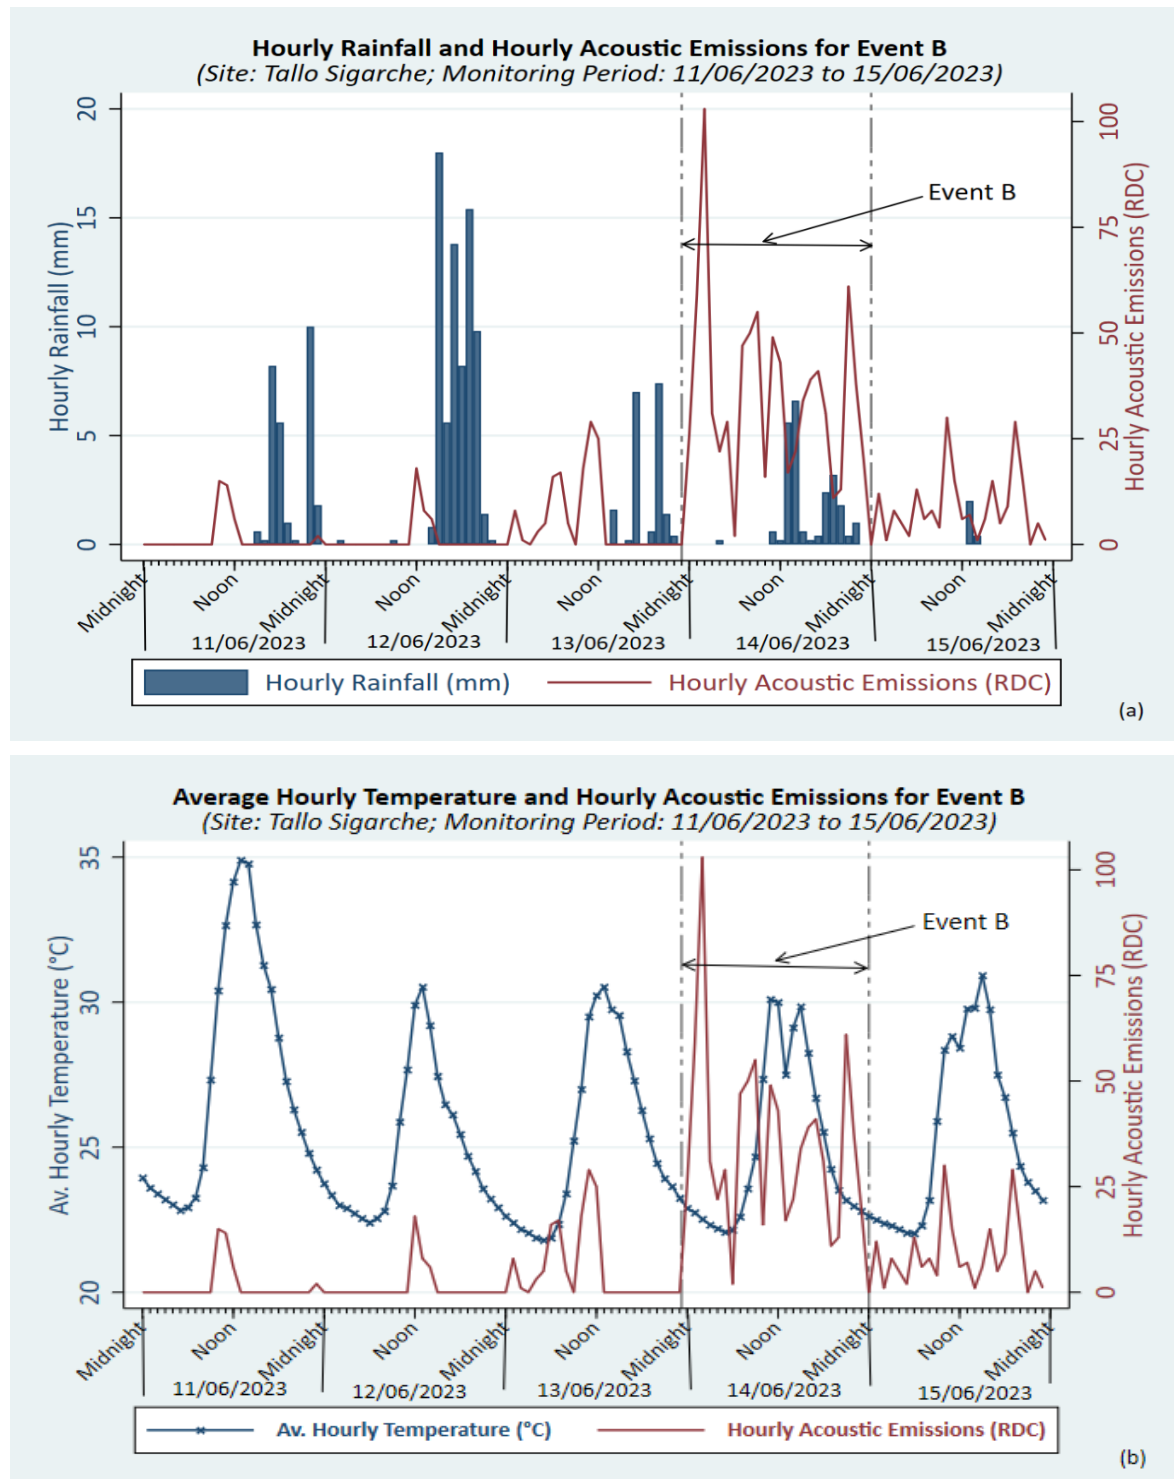 Hourly Rainfall and Hourly Acoustic Emissions for Event B
(Site: Tallo Sigarche; Monitoring Period: 11/06/2023 to 15/06/2023)
Hourly Rainfall (mm)
20
15
10
5
0
Event B
Hourly Acoustic Emissions (RDC)
100
75
50
25
0
Midnight
Noon
Midnight
Noon
Midnight
Noon
Midnight
Noon
Midnight
Noon
Midnight
11/06/2023
12/06/2023
13/06/2023
14/06/2023
15/06/2023
Hourly Rainfall (mm)
Hourly Acoustic Emissions (RDC)
(a)
Average Hourly Temperature and Hourly Acoustic Emissions for Event B
(Site: Tallo Sigarche; Monitoring Period: 11/06/2023 to 15/06/2023)
Av. Hourly Temperature (°C)
35
30
25
20
Event B
Hourly Acoustic Emissions (RDC)
100
75
50
25
0
Midnight
Noon
Midnight
Noon
Midnight
Noon
Midnight
Noon
Midnight
Noon
Midnight
11/06/2023
12/06/2023
13/06/2023
14/06/2023
15/06/2023
Av. Hourly Temperature (°C)
Hourly Acoustic Emissions (RDC)
(b)